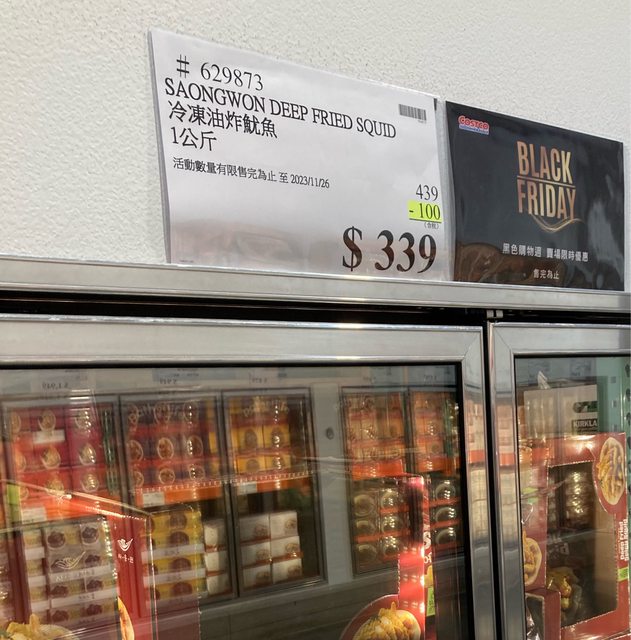 # 629873
SAONGWON DEEP FRIED SQUID
冷凍油炸魷魚
1公斤
活動數量有限售完為止 至 2023/11/26
439
- 100
(含稅)
$ 339
COSTCO
WHOLESALE
BLACK
FRIDAY
黑色購物週 賣場限時優惠
售完為止
KIRKLA